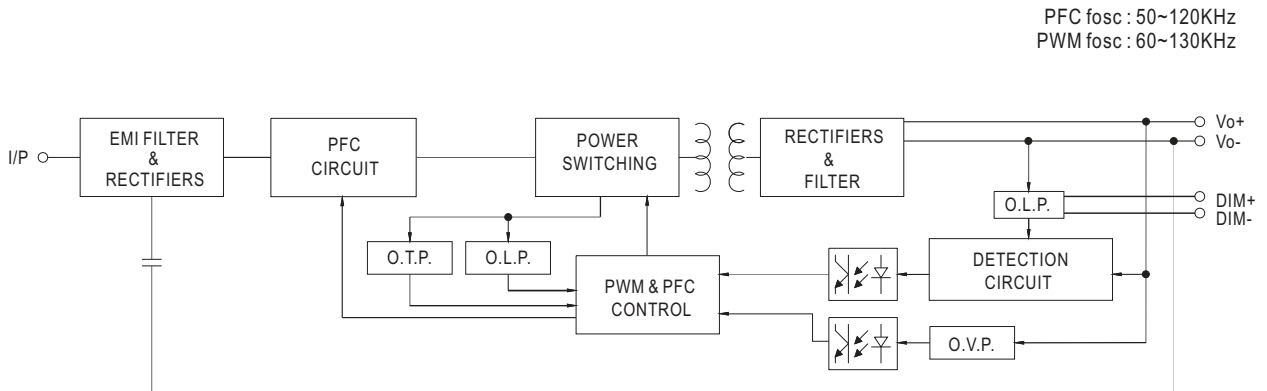 PFC fosc : 50~120KHz
PWM fosc : 60~130KHz
I/P
EMI FILTER
&
RECTIFIERS
PFC
CIRCUIT
POWER
SWITCHING
RECTIFIERS
&
FILTER
Vo+
Vo-
DIM+
DIM-
O.L.P.
O.T.P.
O.L.P.
PWM & PFC
CONTROL
DETECTION
CIRCUIT
O.V.P.